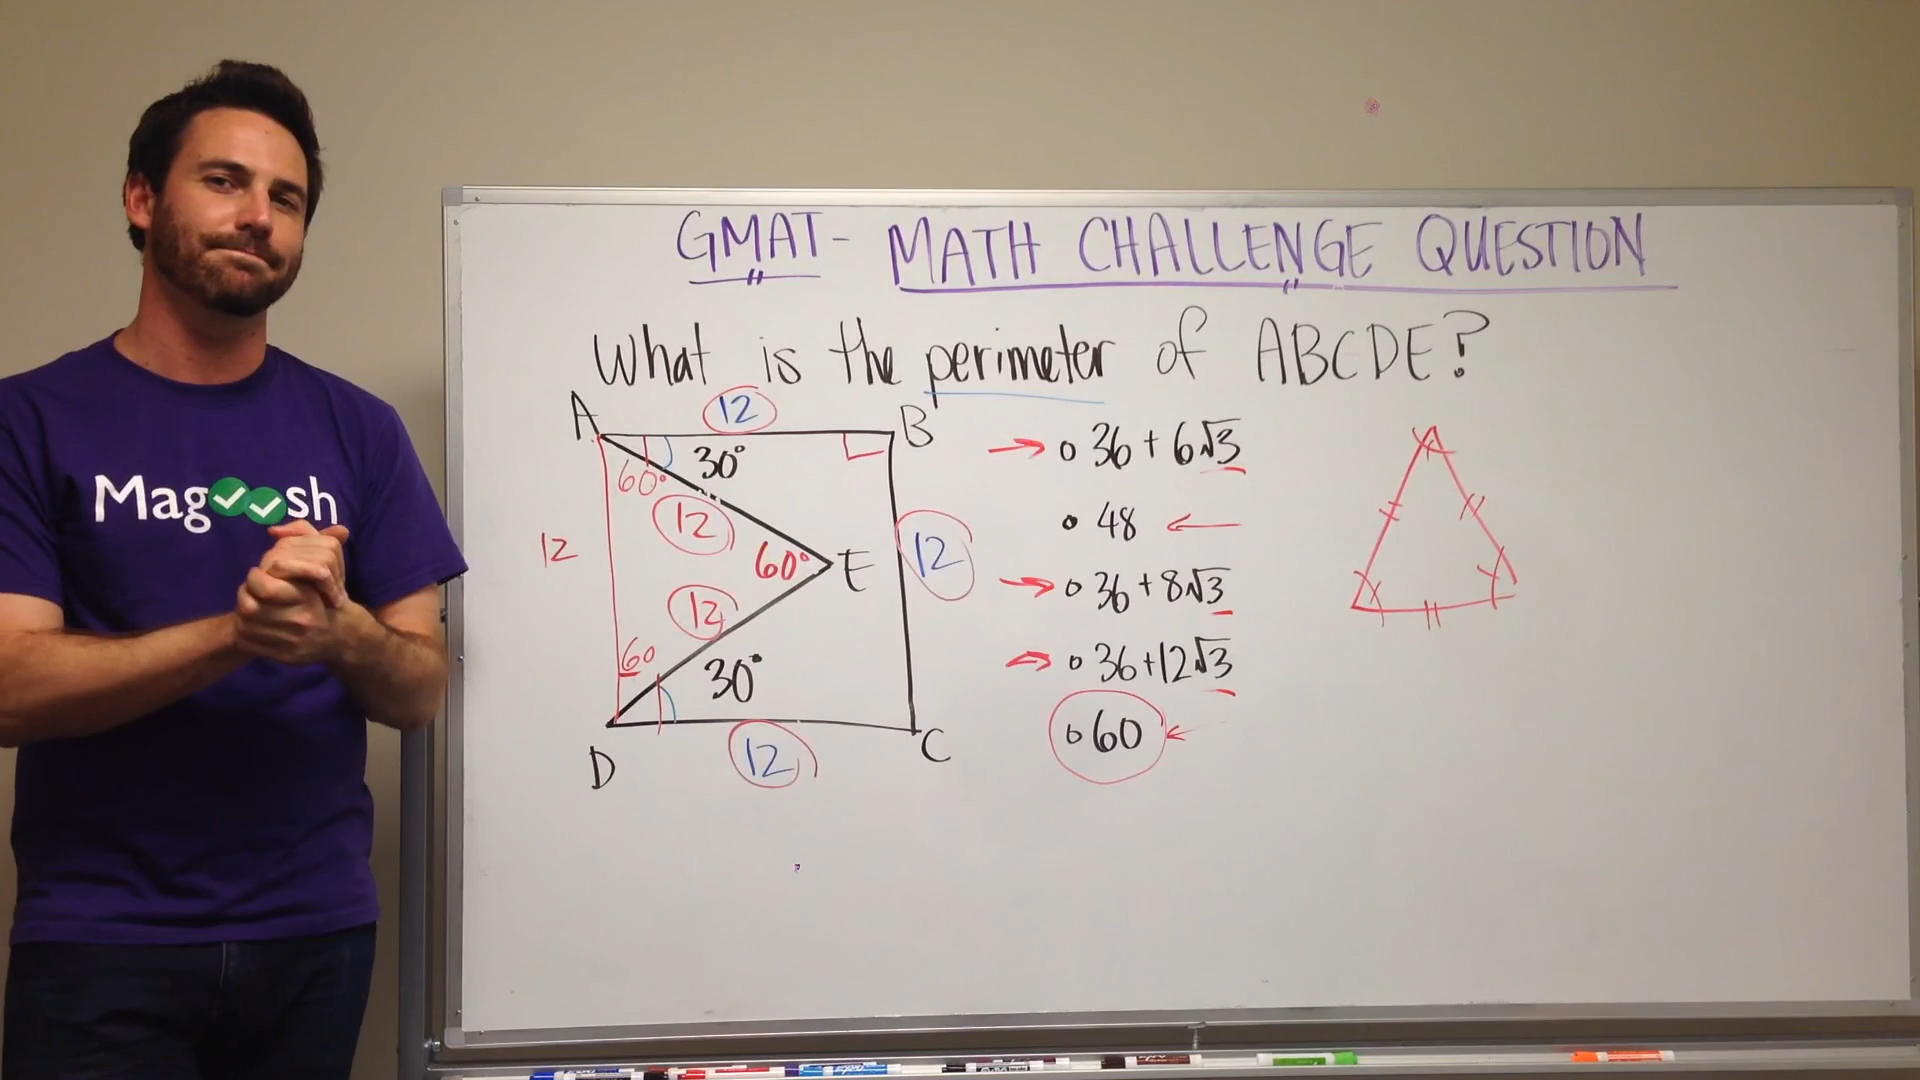 GMAT- MATH CHALLENGE QUESTION
What is the perimeter of ABCDE?
A 12 B
60° 30°
12
12
60° E
12
12
60
30°
D 12 C
36 + 6√3
48
36 + 8√3
36 + 12√3
60
Magoosh